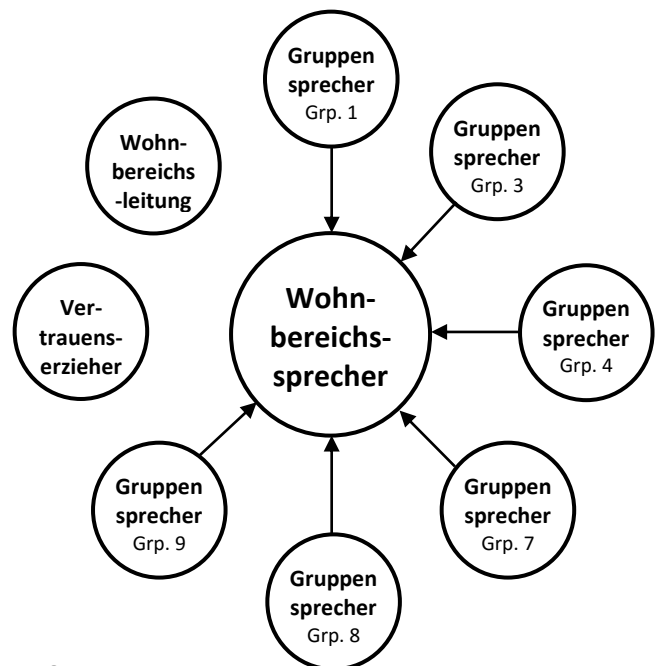 Gruppen
sprecher
Grp. 1
Gruppen
sprecher
Grp. 3
Wohn-
bereichs
-leitung
Wohn-
bereichs-
sprecher
Gruppen
sprecher
Grp. 4
Ver-
trauens-
erzieher
Gruppen
sprecher
Grp. 9
Gruppen
sprecher
Grp. 7
Gruppen
sprecher
Grp. 8